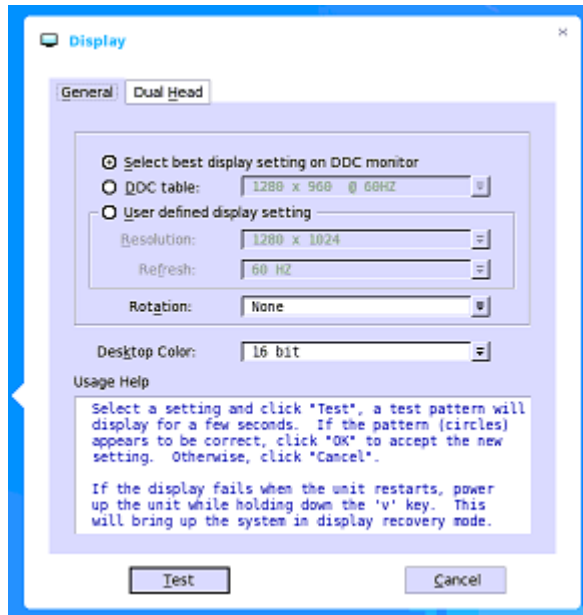 Display
General Dual Head
Select best display setting on DDC monitor
DDC table: 1280 x 960 @ 60HZ
User defined display setting
Resolution: 1280 x 1024
Refresh: 60 HZ
Rotation: None
Desktop Color: 16 bit
Usage Help
Select a setting and click "Test", a test pattern will
display for a few seconds. If the pattern (circles)
appears to be correct, click "OK" to accept the new
setting. Otherwise, click "Cancel".
If the display fails when the unit restarts, power
up the unit while holding down the 'v' key. This
will bring up the system in display recovery mode.
Test Cancel